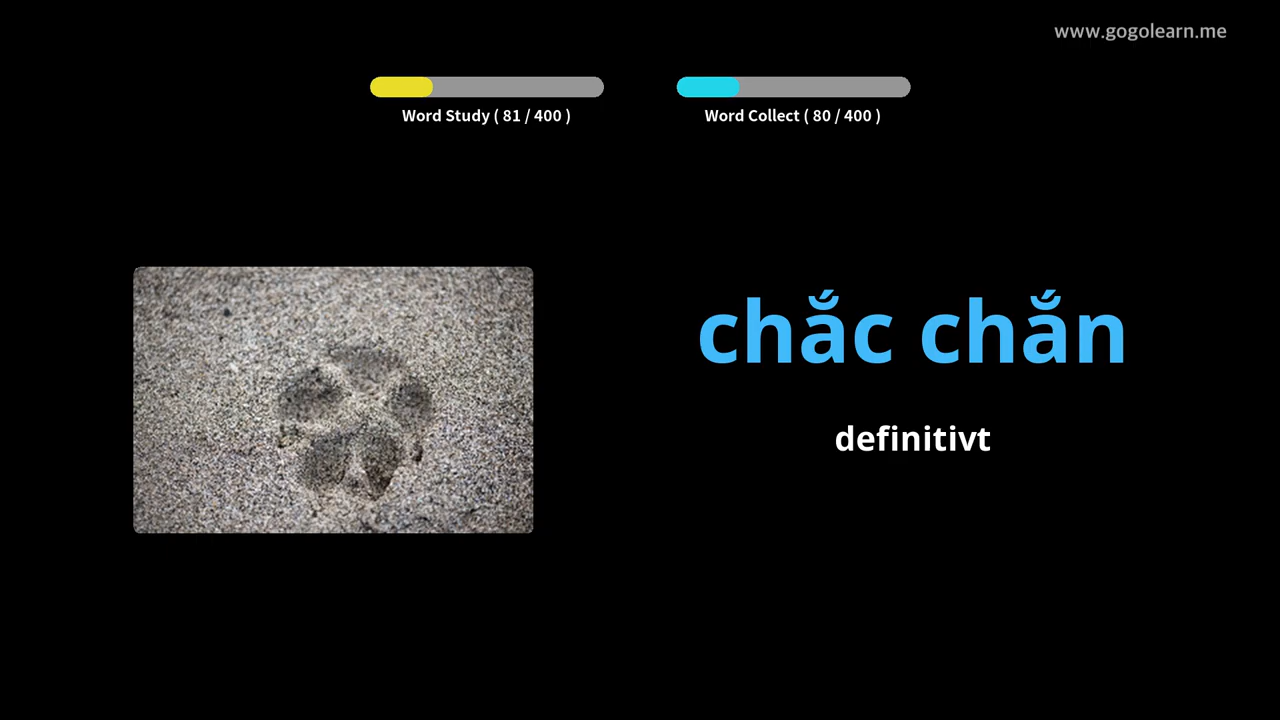 www.gogolearn.me
Word Study ( 81 / 400 )
Word Collect ( 80 / 400 )
chắc chắn
definitivt